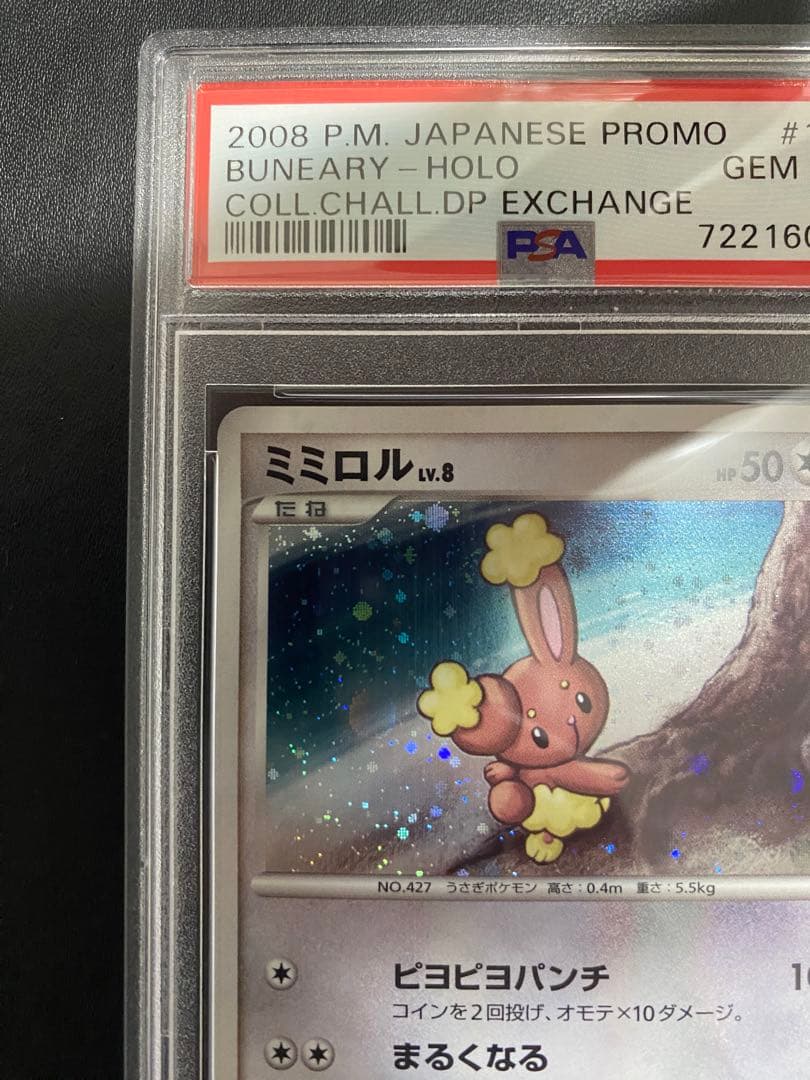 2008 P.M. JAPANESE PROMO #
BUNEARY - HOLO GEM
COLL.CHALL.DP EXCHANGE
PSA 722160
ミミロル LV.8 HP 50
たね
NO.427 うさぎポケモン 高さ:0.4m 重さ:5.5kg
ピヨピヨパンチ
コインを2回投げ、オモテ×10ダメージ。
まるくなる